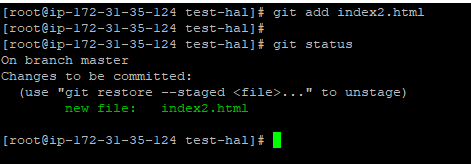 [root@ip-172-31-35-124 test-hal]# git add index2.html
[root@ip-172-31-35-124 test-hal]#
[root@ip-172-31-35-124 test-hal]# git status
On branch master
Changes to be committed:
  (use "git restore --staged <file>..." to unstage)
        new file:   index2.html

[root@ip-172-31-35-124 test-hal]#